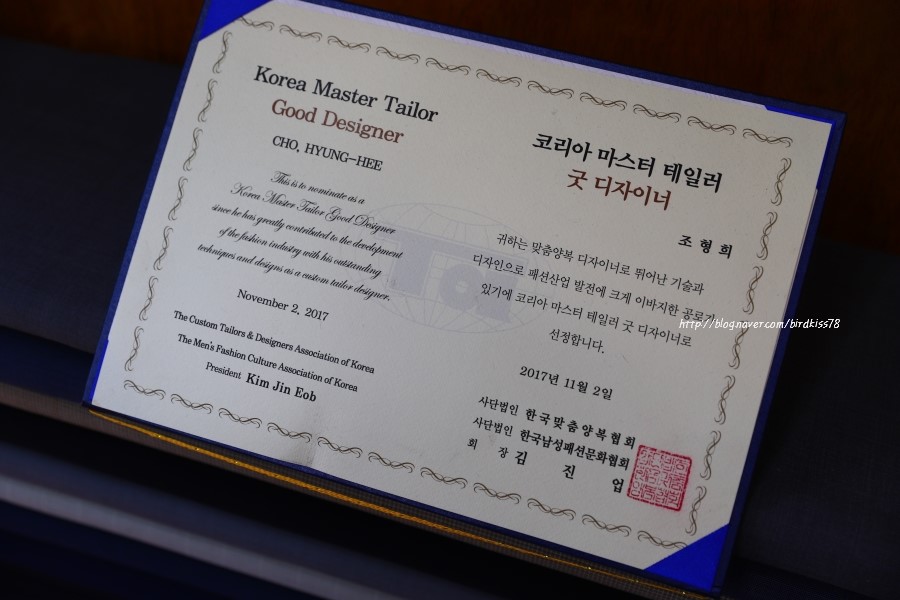 Korea Master Tailor
Good Designer
CHO, HYUNG-HEE
This is to nominate as a
Korea Master Tailor Good Designer
since he has greatly contributed to the development
of the fashion industry with his outstanding
techniques and designs as a custom tailor designer.
November 2, 2017
The Custom Tailors & Designers Association of Korea
The Men's Fashion Culture Association of Korea
President Kim Jin Eob
코리아 마스터 테일러
굿 디자이너
조 형 희
귀하는 맞춤양복 디자이너로 뛰어난 기술과
디자인으로 패션산업 발전에 크게 이바지한 공로가
있기에 코리아 마스터 테일러 굿 디자이너로
선정합니다.
2017년 11월 2일
사단법인 한국맞춤양복협회
사단법인 한국남성패션문화협회
회 장 김 진 업
http://blog.naver.com/birdkiss78